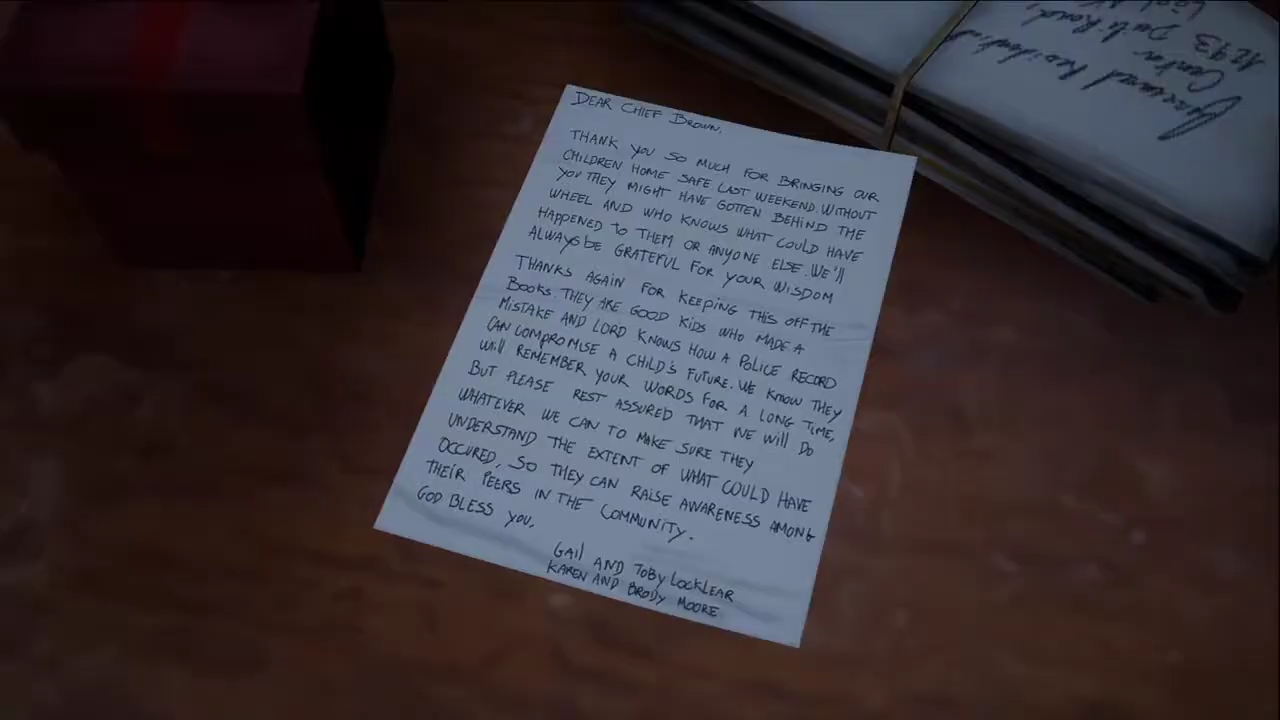 DEAR CHIEF BROWN,
THANK YOU SO MUCH FOR BRINGING OUR
CHILDREN HOME SAFE LAST WEEKEND. WITHOUT
YOU THEY MIGHT HAVE GOTTEN BEHIND THE
WHEEL AND WHO KNOWS WHAT COULD HAVE
HAPPENED TO THEM OR ANYONE ELSE. WE'll
ALWAYS BE GRATEFUL FOR YOUR WISDOM
THANKS AGAIN FOR KEEPING THIS OFF THE
BOOKS. THEY ARE GOOD KIDS WHO MADE A
MISTAKE AND LORD KNOWS HOW A POLICE RECORD
CAN COMPROMISE A CHILD'S FUTURE. WE KNOW THEY
Will REMEMBER YOUR WORDS FOR A LONG TIME,
BUT PLEASE REST ASSURED THAT WE Will DO
WHATEVER WE CAN TO MAKE SURE THEY
UNDERSTAND THE EXTENT OF WHAT COULD HAVE
OCCURED, SO THEY CAN RAISE AWARENESS AMONG
THEIR PEERS IN THE COMMUNITY.
GOD BLESS YOU,
GAIL AND TOBY LOCKLEAR
KAREN AND BRODY MOORE
Residential
Center